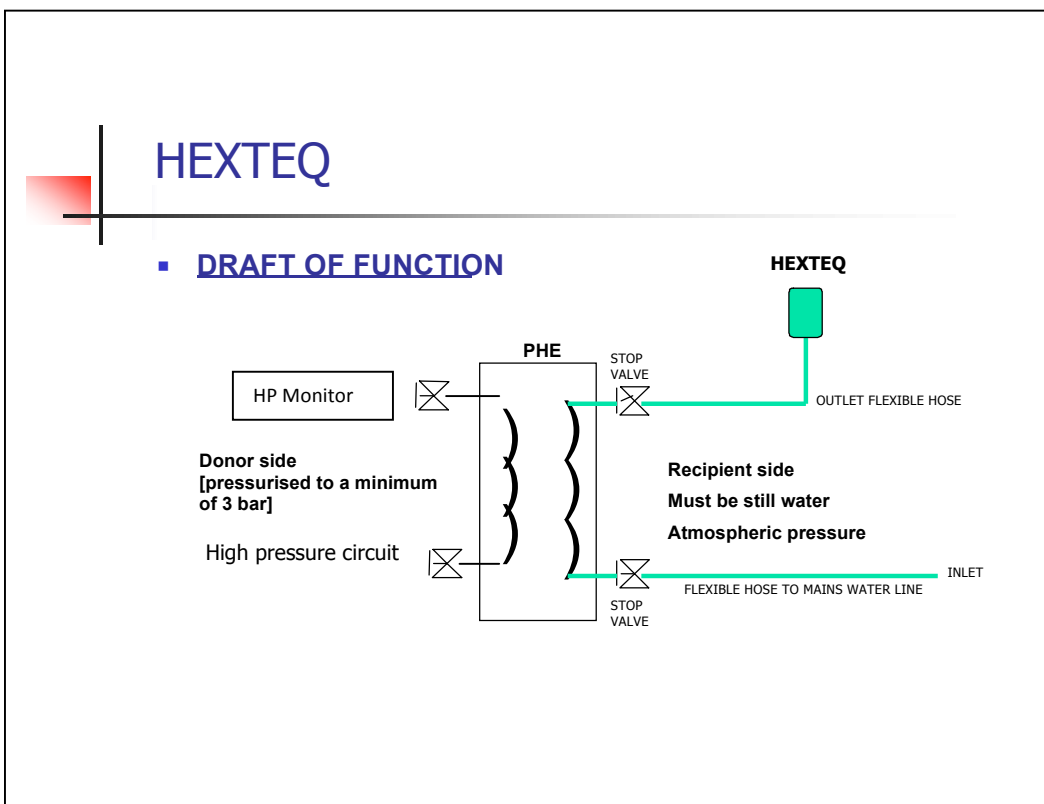 HEXTEQ
DRAFT OF FUNCTION
HEXTEQ
PHE
STOP
VALVE
HP Monitor
OUTLET FLEXIBLE HOSE
Donor side
[pressurised to a minimum
of 3 bar]
High pressure circuit
Recipient side
Must be still water
Atmospheric pressure
INLET
FLEXIBLE HOSE TO MAINS WATER LINE
STOP
VALVE